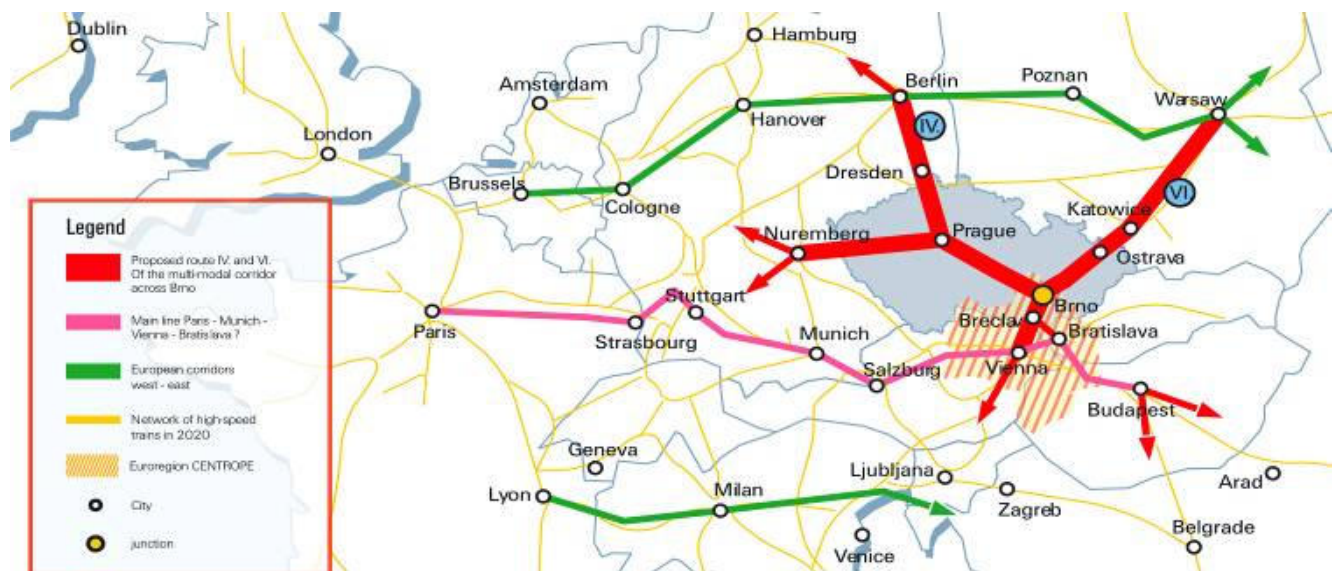 Dublin
Hamburg
Amsterdam
Berlin
Poznan
Hanover
Warsaw
London
IV.
Dresden
Brussels
Cologne
VI
Katowice
Nuremberg
Prague
Ostrava
Legend
Proposed route IV. and VI.
Of the multi-modal corridor
across Brno
Main line Paris - Munich -
Vienna - Bratislava ?
European corridors
west - east
Network of high-speed
trains in 2020
Euroregion CENTROPE
City
junction
Paris
Strasbourg
Stuttgart
Munich
Salzburg
Brno
Breclav
Bratislava
Vienna
Budapest
Geneva
Lyon
Milan
Ljubljana
Zagreb
Venice
Arad
Belgrade